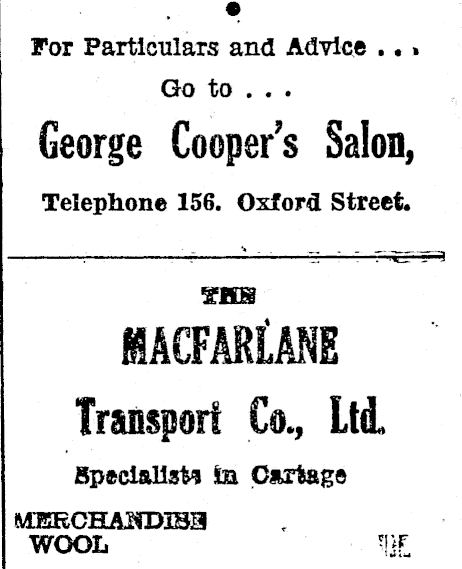 For Particulars and Advice . . .
Go to . . .
George Cooper's Salon,
Telephone 156. Oxford Street.
THE
MACFARLANE
Transport Co., Ltd.
Specialists in Cartage
MERCHANDISE
WOOL